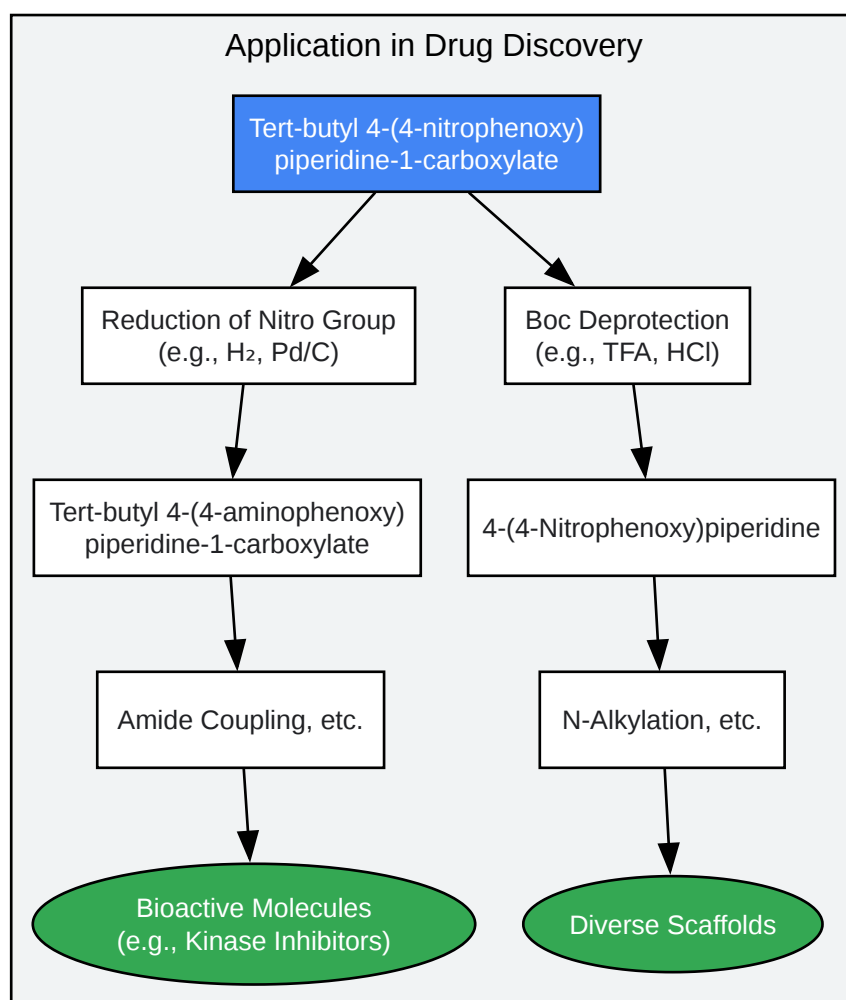 Application in Drug Discovery
Tert-butyl 4-(4-nitrophenoxy)
piperidine-1-carboxylate
Reduction of Nitro Group
(e.g., H₂, Pd/C)
Boc Deprotection
(e.g., TFA, HCl)
Tert-butyl 4-(4-aminophenoxy)
piperidine-1-carboxylate
4-(4-Nitrophenoxy)piperidine
Amide Coupling, etc.
N-Alkylation, etc.
Bioactive Molecules
(e.g., Kinase Inhibitors)
Diverse Scaffolds